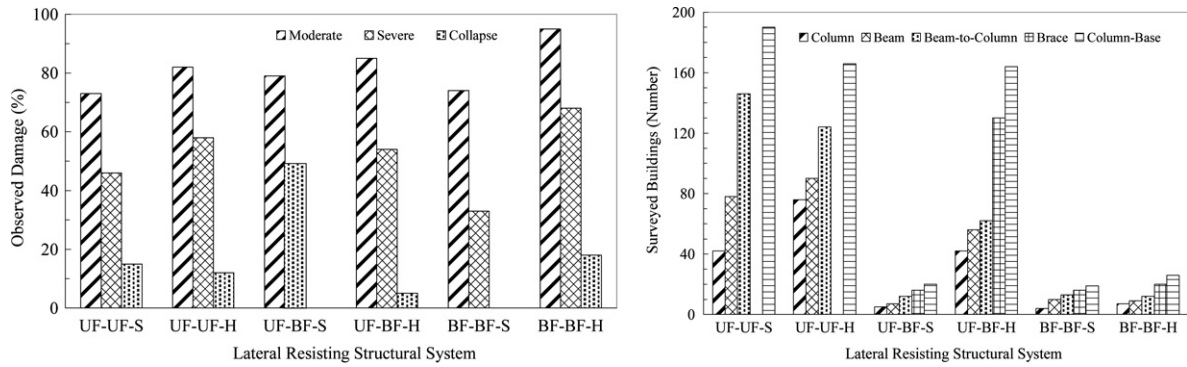 100
80
60
40
20
0
Observed Damage (%)
Moderate Severe Collapse
UF-UF-S UF-UF-H UF-BF-S UF-BF-H BF-BF-S BF-BF-H
Lateral Resisting Structural System
200
160
120
80
40
0
Surveyed Buildings (Number)
Column Beam Beam-to-Column Brace Column-Base
UF-UF-S UF-UF-H UF-BF-S UF-BF-H BF-BF-S BF-BF-H
Lateral Resisting Structural System